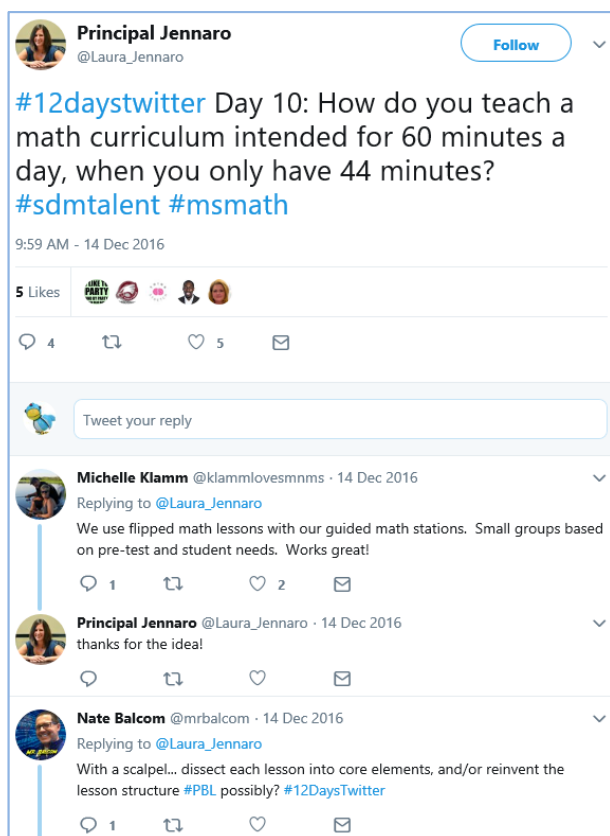 Principal Jennaro
@Laura_Jennaro
Follow
#12daystwitter Day 10: How do you teach a
math curriculum intended for 60 minutes a
day, when you only have 44 minutes?
#sdmtalent #msmath
9:59 AM - 14 Dec 2016
5 Likes
PARTY
4
5
Tweet your reply
Michelle Klamm @klammlovesmnms · 14 Dec 2016
Replying to @Laura_Jennaro
We use flipped math lessons with our guided math stations.  Small groups based
on pre-test and student needs.  Works great!
1
2
Principal Jennaro @Laura_Jennaro · 14 Dec 2016
thanks for the idea!
Nate Balcom @mrbalcom · 14 Dec 2016
Replying to @Laura_Jennaro
With a scalpel... dissect each lesson into core elements, and/or reinvent the
lesson structure #PBL possibly? #12DaysTwitter
MR. BALCOM
1